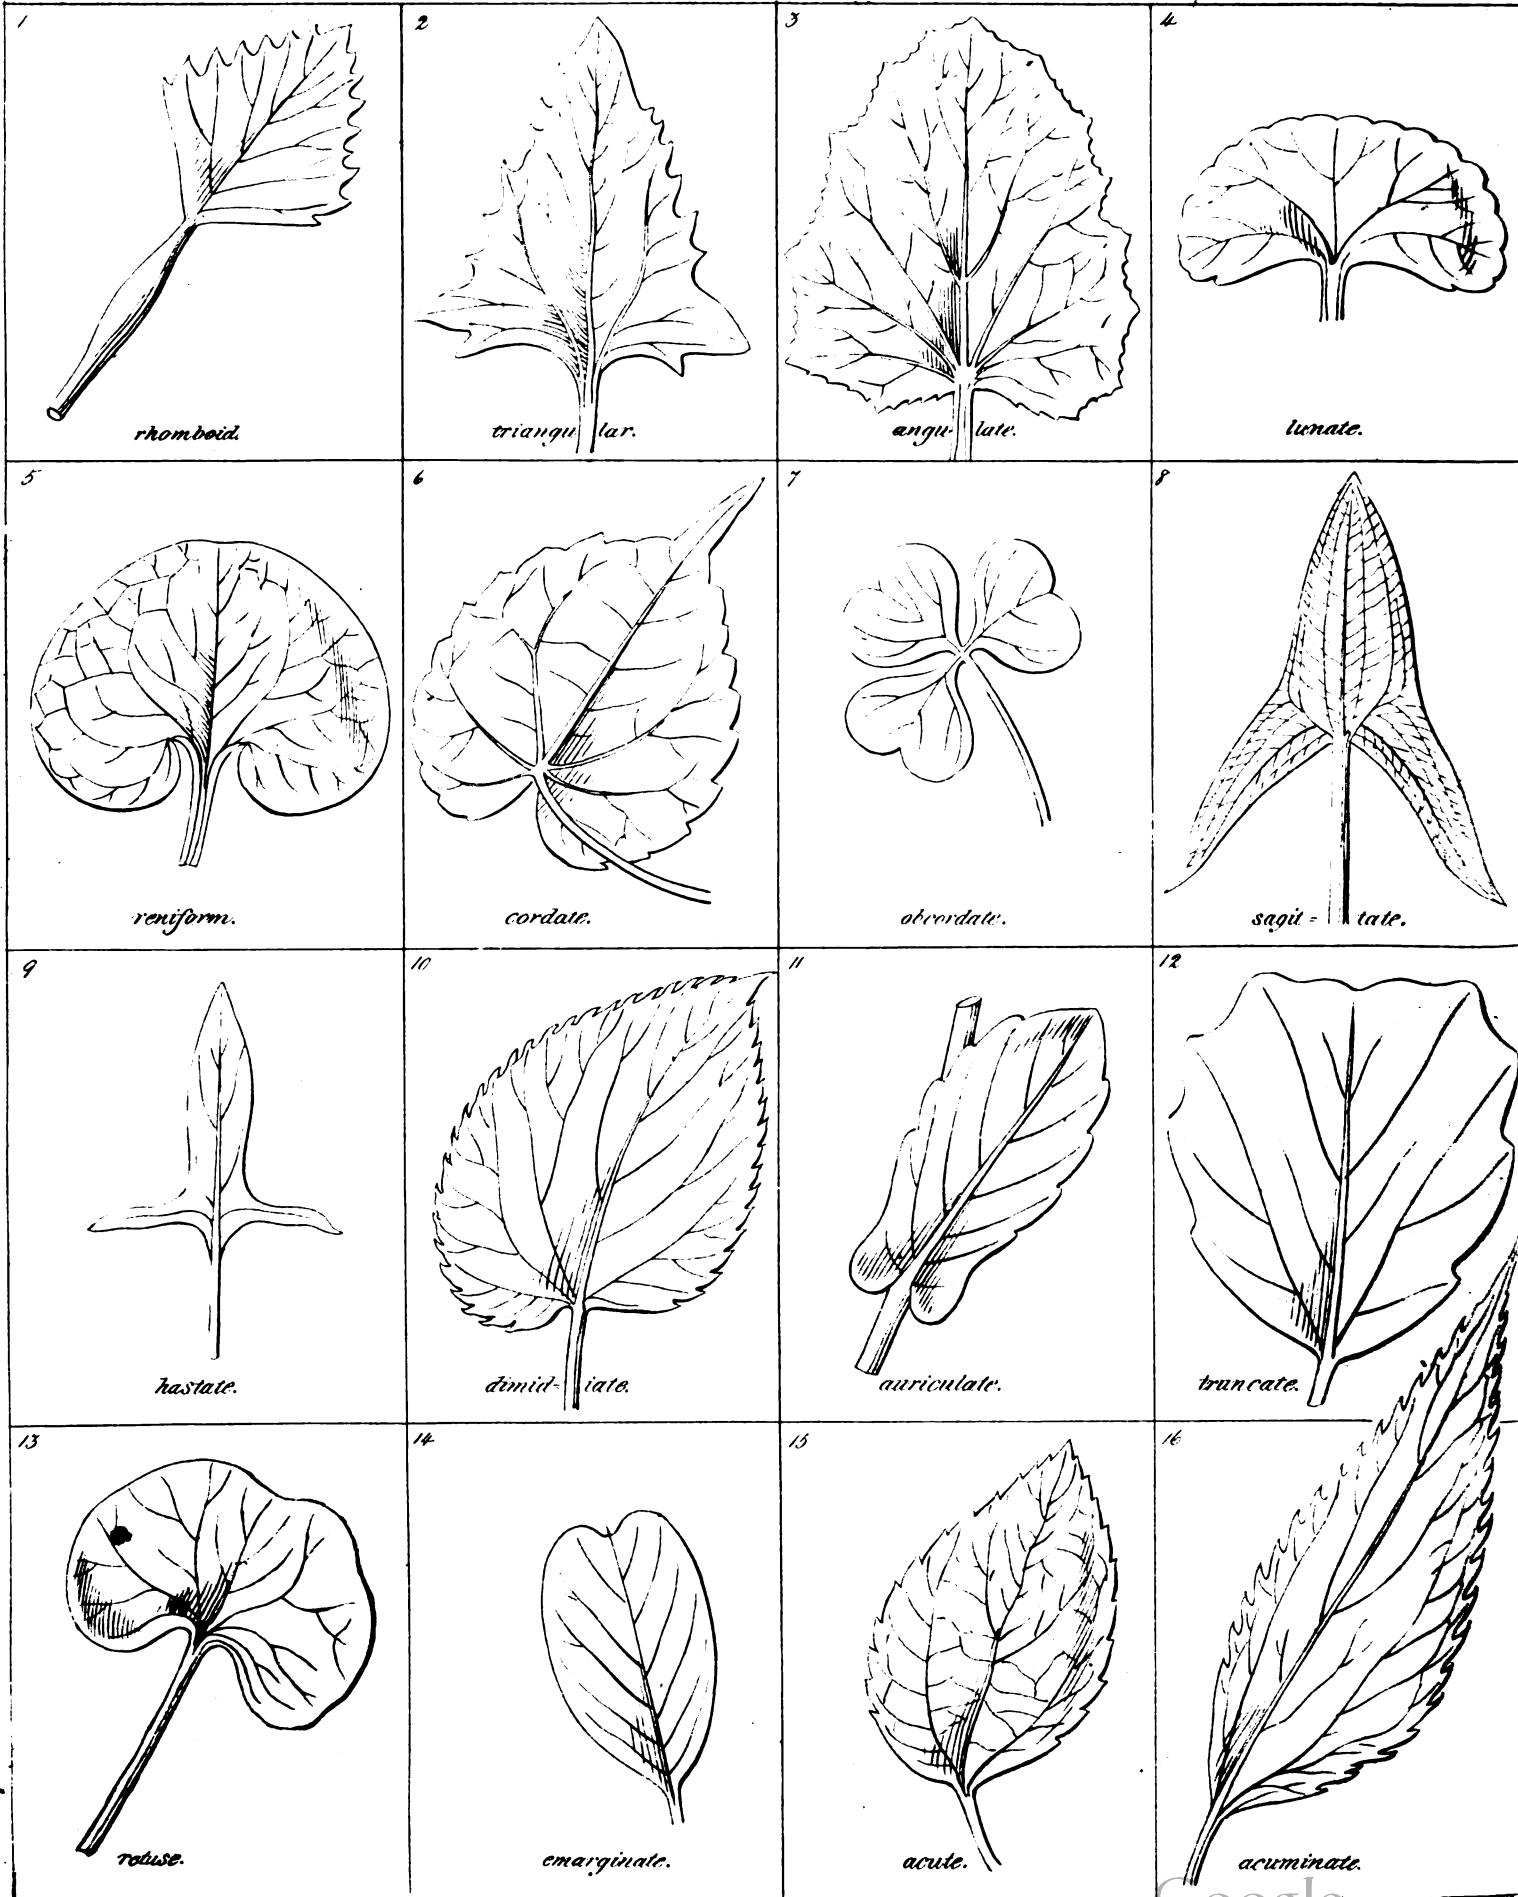 1
2
3
4
rhomboid.
triangu lar.
angu- late.
lunate.
5
6
7
8
reniform.
cordate.
obcordate.
sagit= tate.
9
10
11
12
hastate.
dimid= iate.
auriculate.
truncate.
13
14
15
16
retuse.
emarginate.
acute.
acuminate.
Google